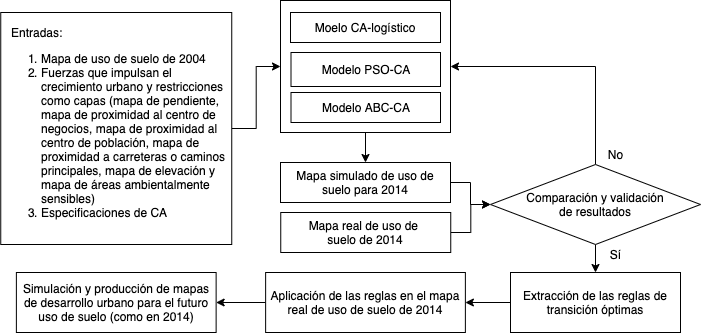 Entradas:
1. Mapa de uso de suelo de 2004
2. Fuerzas que impulsan el
crecimiento urbano y restricciones
como capas (mapa de pendiente,
mapa de proximidad al centro de
negocios, mapa de proximidad al
centro de población, mapa de
proximidad a carreteras o caminos
principales, mapa de elevación y
mapa de áreas ambientalmente
sensibles)
3. Especificaciones de CA
Moelo CA-logístico
Modelo PSO-CA
Modelo ABC-CA
Mapa simulado de uso de
suelo para 2014
Mapa real de uso de
suelo de 2014
No
Comparación y validación
de resultados
Sí
Extracción de las reglas de
transición óptimas
Aplicación de las reglas en el mapa
real de uso de suelo de 2014
Simulación y producción de mapas
de desarrollo urbano para el futuro
uso de suelo (como en 2014)